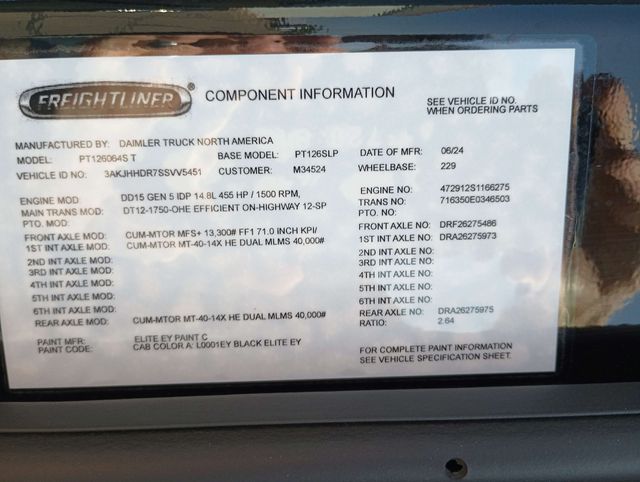 FREIGHTLINER ® COMPONENT INFORMATION
SEE VEHICLE ID NO.
WHEN ORDERING PARTS
MANUFACTURED BY: DAIMLER TRUCK NORTH AMERICA DATE OF MFR: 06/24
MODEL: PT126064S T BASE MODEL: PT126SLP WHEELBASE: 229
VEHICLE ID NO: 3AKJHHDR7SSVV5451 CUSTOMER: M34524
ENGINE MOD: DD15 GEN 5 IDP 14.8L 455 HP / 1500 RPM, ENGINE NO: 472912S1166275
MAIN TRANS MOD: DT12-1750-OHE EFFICIENT ON-HIGHWAY 12-SP TRANS NO: 716350E0346503
PTO. MOD: PTO. NO:
FRONT AXLE MOD: CUM-MTOR MFS+ 13,300# FF1 71.0 INCH KPI/ FRONT AXLE NO: DRF26275486
1ST INT AXLE MOD: CUM-MTOR MT-40-14X HE DUAL MLMS 40,000# 1ST INT AXLE NO: DRA26275973
2ND INT AXLE MOD: 2ND INT AXLE NO:
3RD INT AXLE MOD: 3RD INT AXLE NO:
4TH INT AXLE MOD: 4TH INT AXLE NO:
5TH INT AXLE MOD: 5TH INT AXLE NO:
6TH INT AXLE MOD: 6TH INT AXLE NO:
REAR AXLE MOD: CUM-MTOR MT-40-14X HE DUAL MLMS 40,000# REAR AXLE NO: DRA26275975
RATIO: 2.64
PAINT MFR: ELITE EY PAINT C
PAINT CODE: CAB COLOR A: L0001EY BLACK ELITE EY
FOR COMPLETE PAINT INFORMATION
SEE VEHICLE SPECIFICATION SHEET.